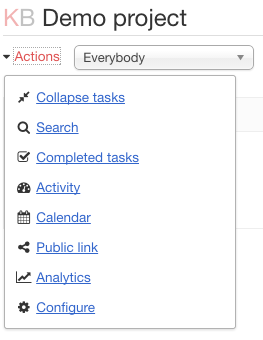 KB Demo project
Actions Everybody
Collapse tasks
Search
Completed tasks
Activity
Calendar
Public link
Analytics
Configure